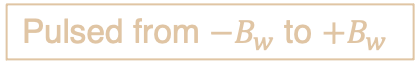 Pulsed from −B_w to +B_w